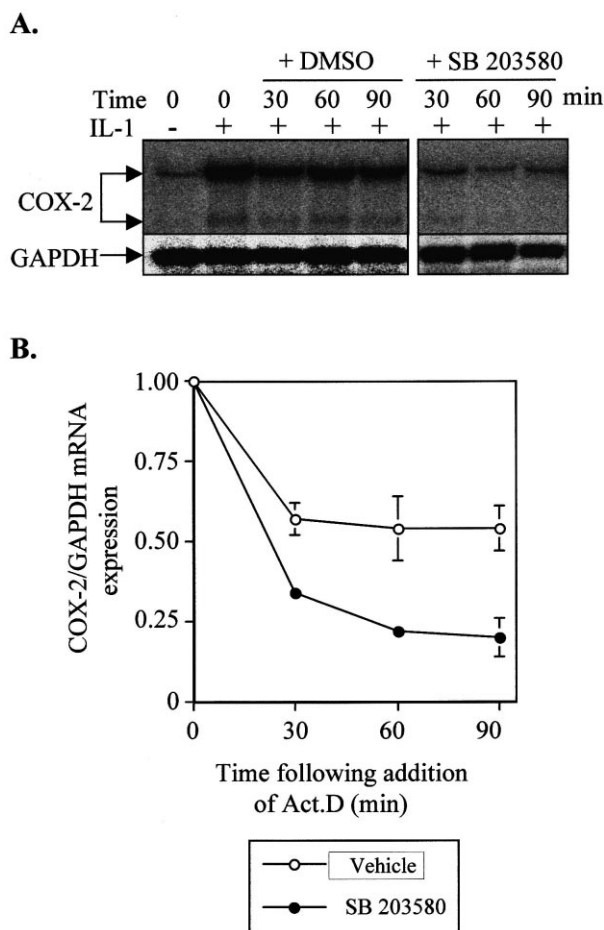 A.
+ DMSO + SB 203580
Time 0 0 30 60 90 30 60 90 min
IL-1 - + + + + + + +
COX-2
GAPDH
B.
COX-2/GAPDH mRNA
expression
1.00
0.75
0.50
0.25
0
0 30 60 90
Time following addition
of Act.D (min)
Vehicle
SB 203580